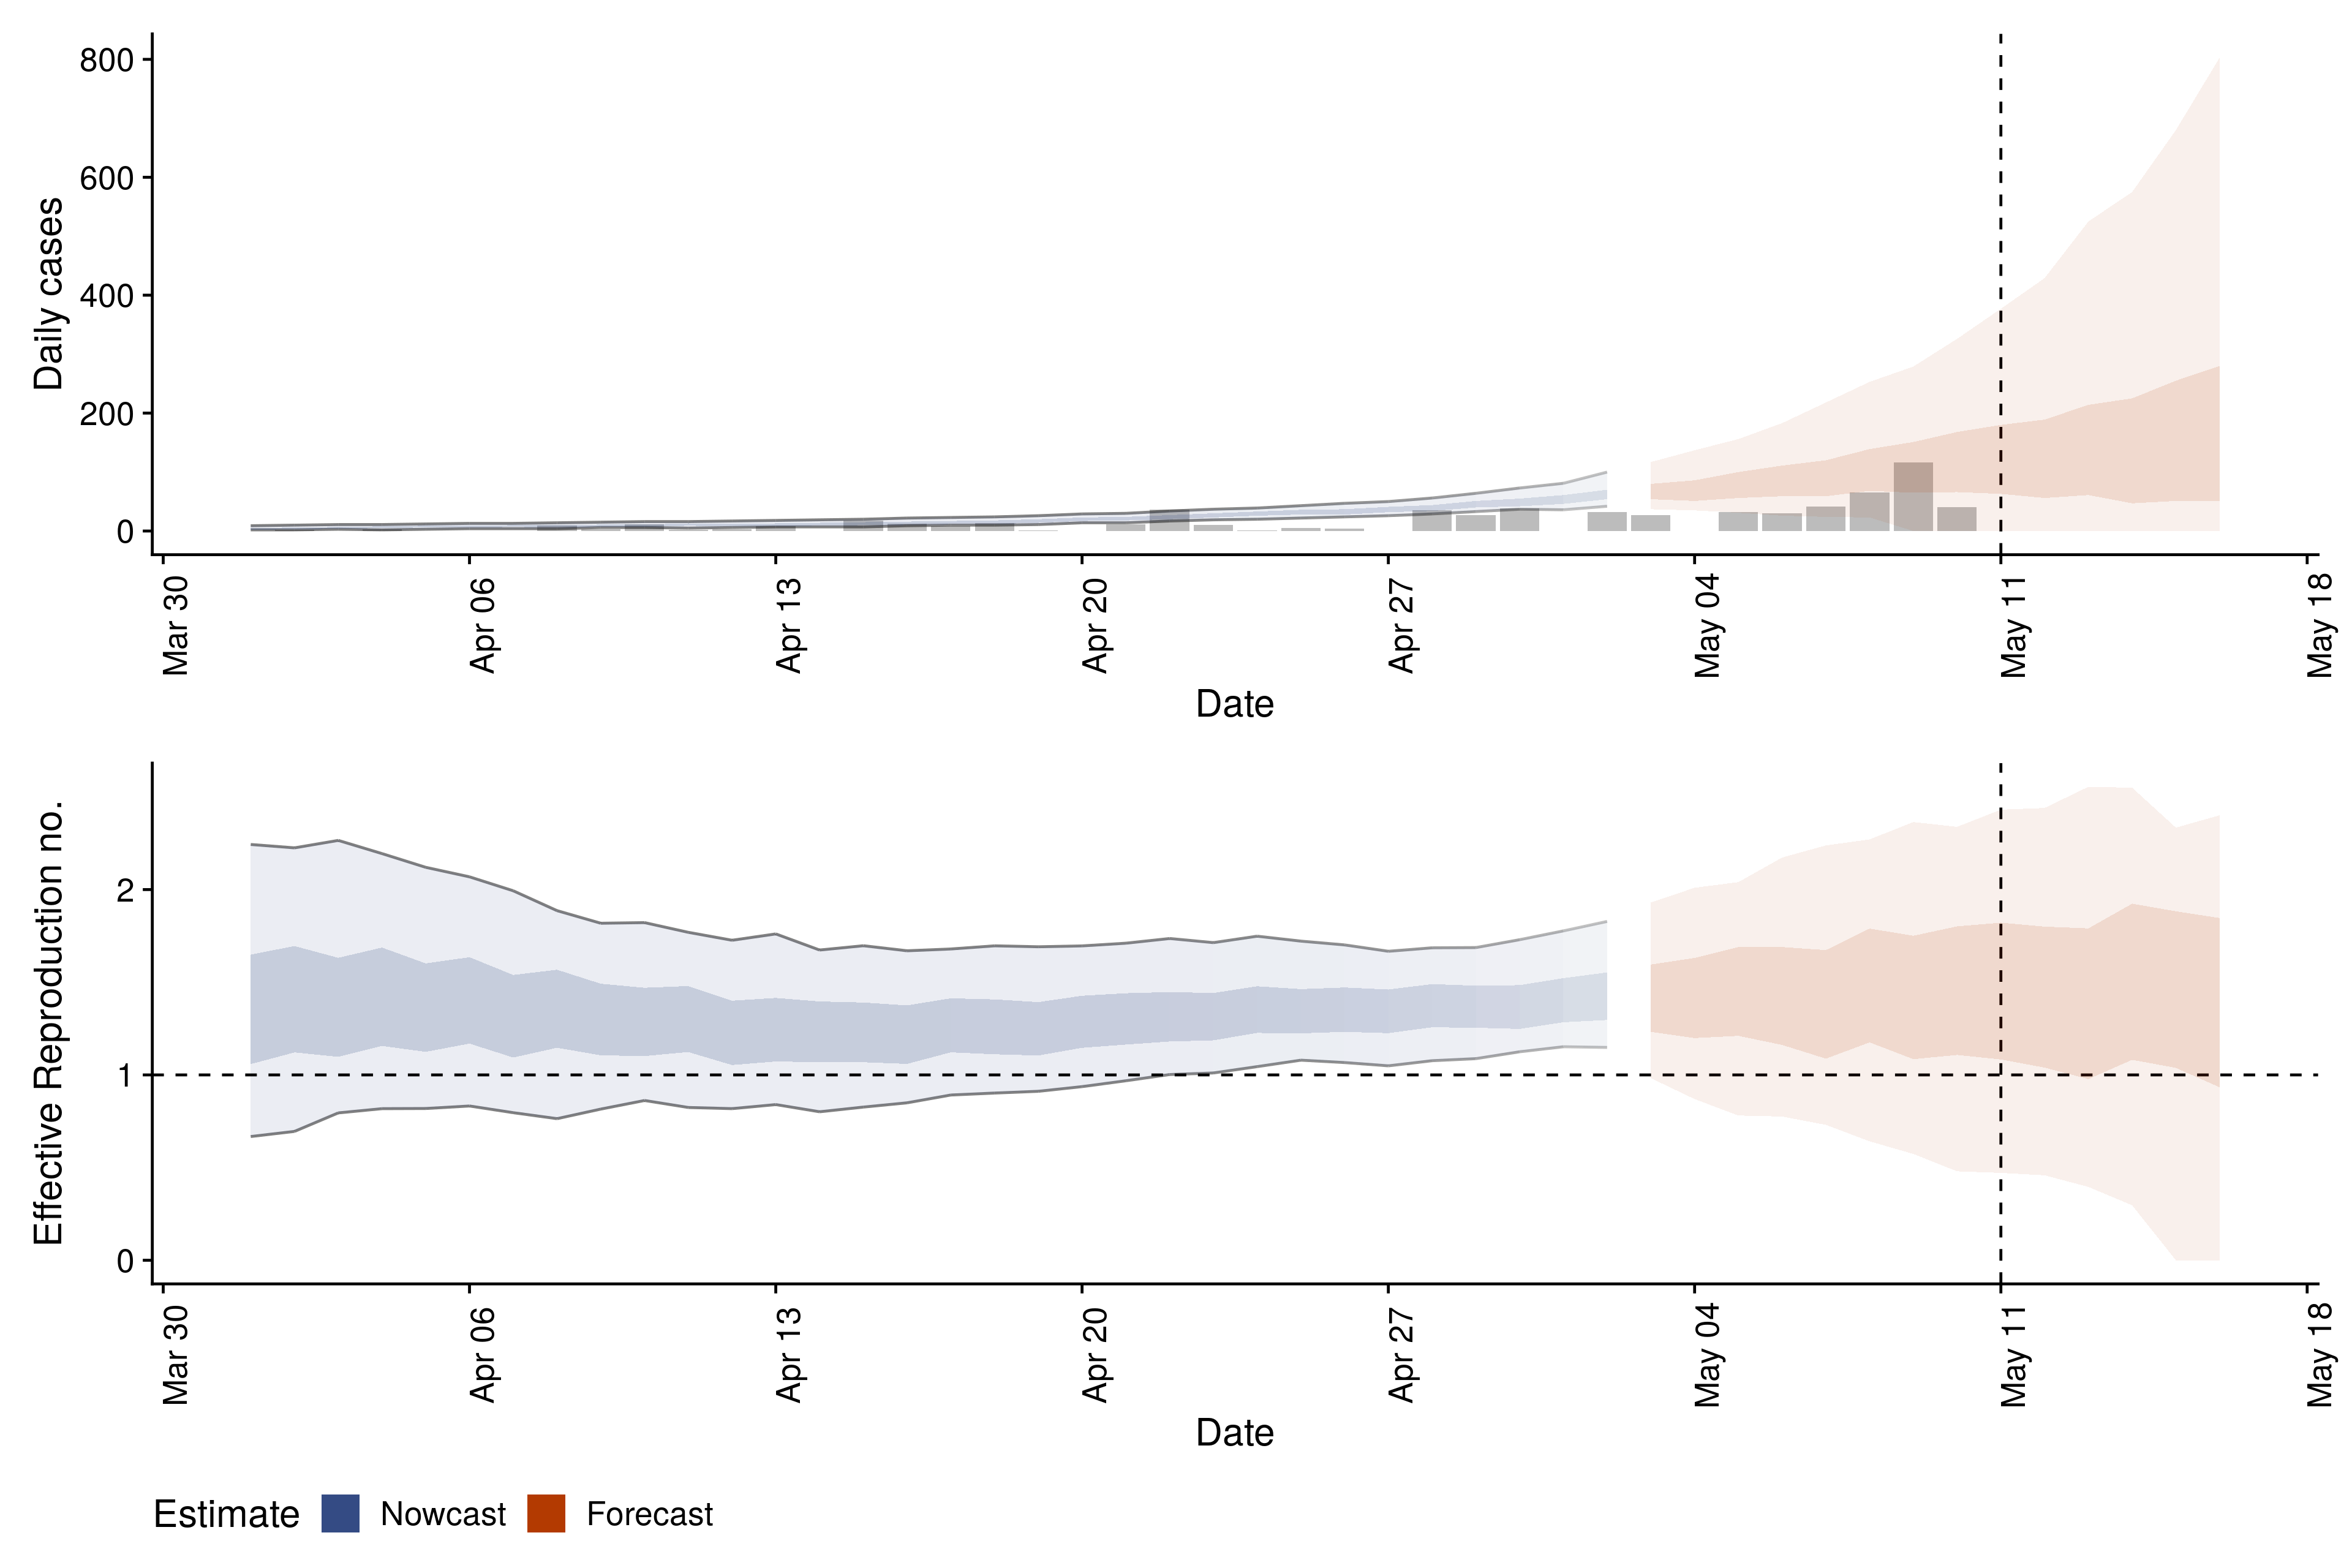 Daily cases
800
600
400
200
0
Mar 30
Apr 06
Apr 13
Apr 20
Apr 27
May 04
May 11
May 18
Date
Effective Reproduction no.
2
1
0
Mar 30
Apr 06
Apr 13
Apr 20
Apr 27
May 04
May 11
May 18
Date
Estimate Nowcast Forecast